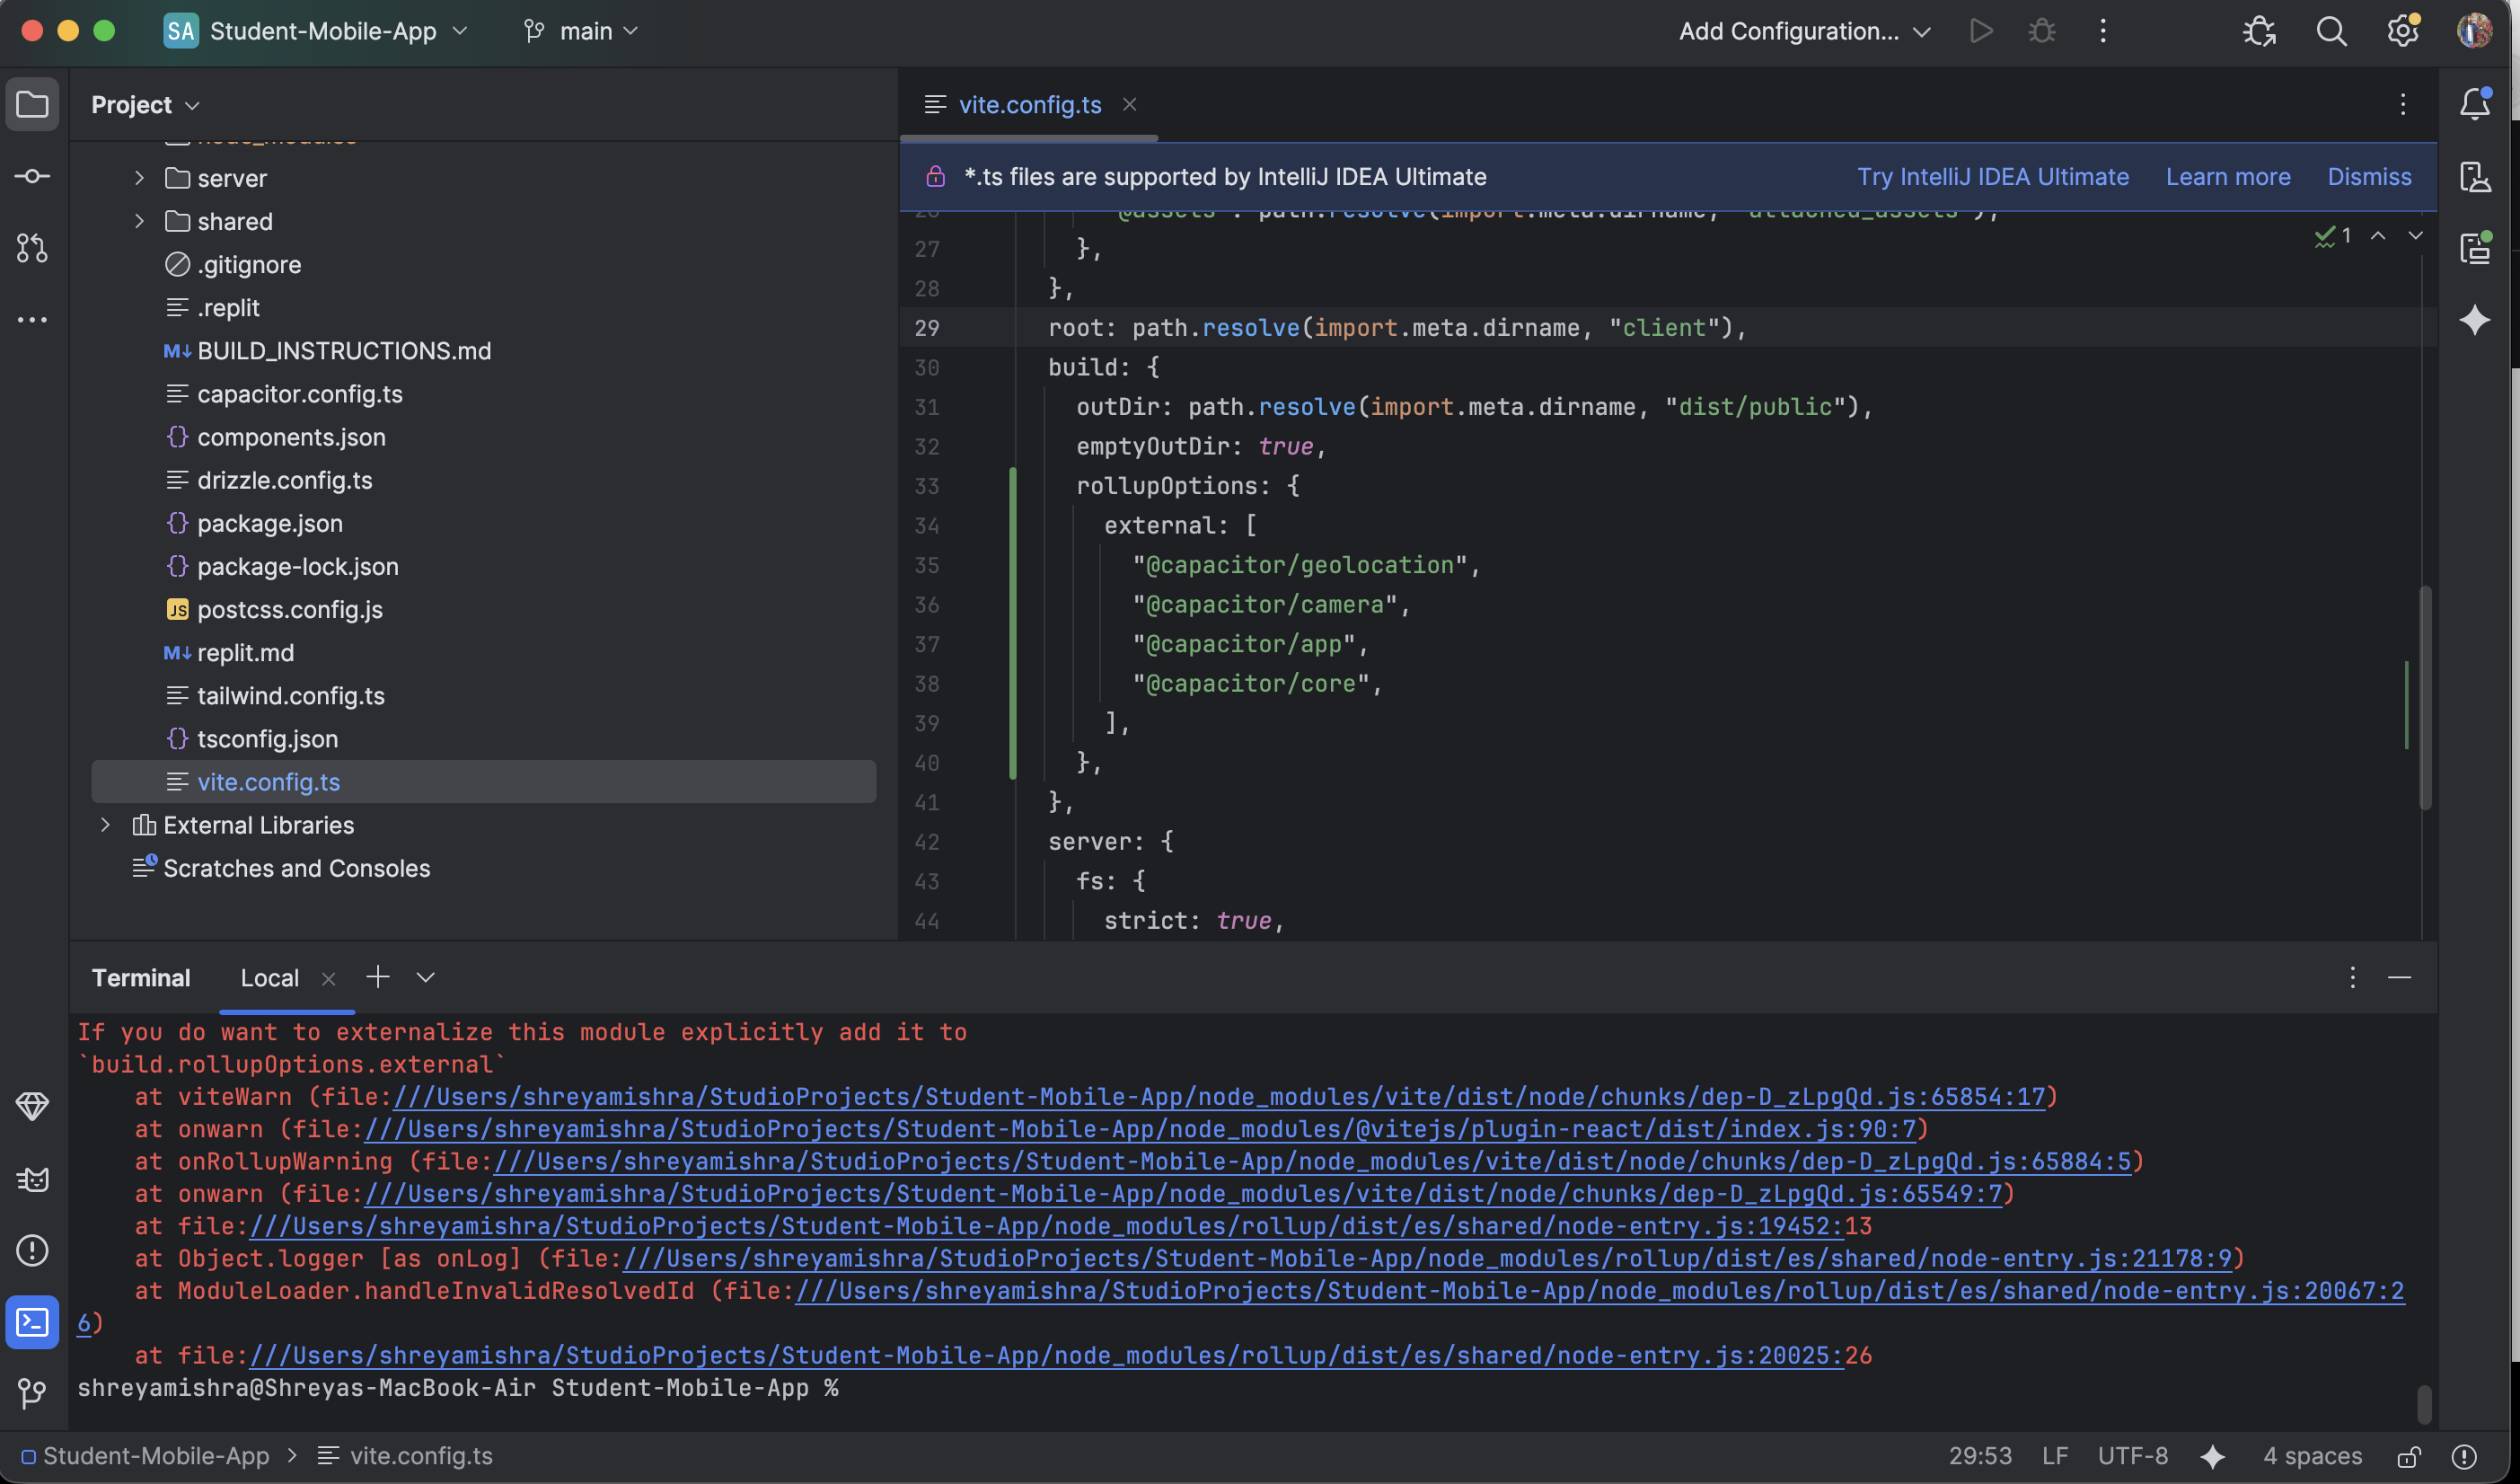 SA Student-Mobile-App main Add Configuration...
Project
vite.config.ts
node_modules
server
shared
.gitignore
.replit
M↓ BUILD_INSTRUCTIONS.md
capacitor.config.ts
{} components.json
drizzle.config.ts
{} package.json
{} package-lock.json
JS postcss.config.js
M↓ replit.md
tailwind.config.ts
{} tsconfig.json
vite.config.ts
External Libraries
Scratches and Consoles
*.ts files are supported by IntelliJ IDEA Ultimate Try IntelliJ IDEA Ultimate Learn more Dismiss
1
26 "@assets": path.resolve(import.meta.dirname, "attached_assets"),
27 },
28 },
29 root: path.resolve(import.meta.dirname, "client"),
30 build: {
31 outDir: path.resolve(import.meta.dirname, "dist/public"),
32 emptyOutDir: true,
33 rollupOptions: {
34 external: [
35 "@capacitor/geolocation",
36 "@capacitor/camera",
37 "@capacitor/app",
38 "@capacitor/core",
39 ],
40 },
41 },
42 server: {
43 fs: {
44 strict: true,
Terminal Local
If you do want to externalize this module explicitly add it to
`build.rollupOptions.external`
at viteWarn (file:///Users/shreyamishra/StudioProjects/Student-Mobile-App/node_modules/vite/dist/node/chunks/dep-D_zLpgQd.js:65854:17)
at onwarn (file:///Users/shreyamishra/StudioProjects/Student-Mobile-App/node_modules/@vitejs/plugin-react/dist/index.js:90:7)
at onRollupWarning (file:///Users/shreyamishra/StudioProjects/Student-Mobile-App/node_modules/vite/dist/node/chunks/dep-D_zLpgQd.js:65884:5)
at onwarn (file:///Users/shreyamishra/StudioProjects/Student-Mobile-App/node_modules/vite/dist/node/chunks/dep-D_zLpgQd.js:65549:7)
at file:///Users/shreyamishra/StudioProjects/Student-Mobile-App/node_modules/rollup/dist/es/shared/node-entry.js:19452:13
at Object.logger [as onLog] (file:///Users/shreyamishra/StudioProjects/Student-Mobile-App/node_modules/rollup/dist/es/shared/node-entry.js:21178:9)
at ModuleLoader.handleInvalidResolvedId (file:///Users/shreyamishra/StudioProjects/Student-Mobile-App/node_modules/rollup/dist/es/shared/node-entry.js:20067:2
6)
at file:///Users/shreyamishra/StudioProjects/Student-Mobile-App/node_modules/rollup/dist/es/shared/node-entry.js:20025:26
shreyamishra@Shreyas-MacBook-Air Student-Mobile-App %
Student-Mobile-App > vite.config.ts 29:53 LF UTF-8 4 spaces